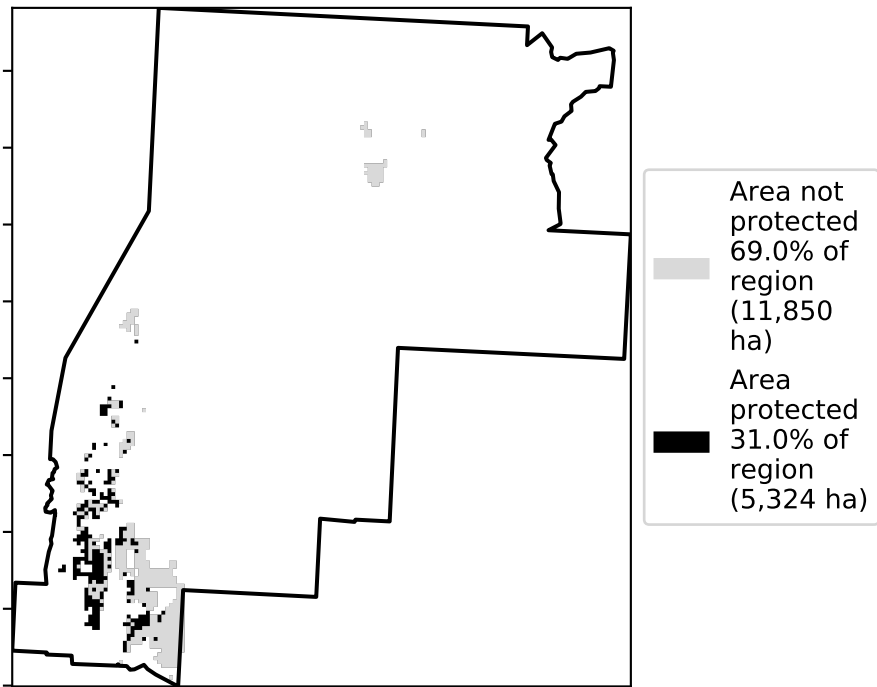 Area not
protected
69.0% of
region
(11,850
ha)
Area
protected
31.0% of
region
(5,324 ha)